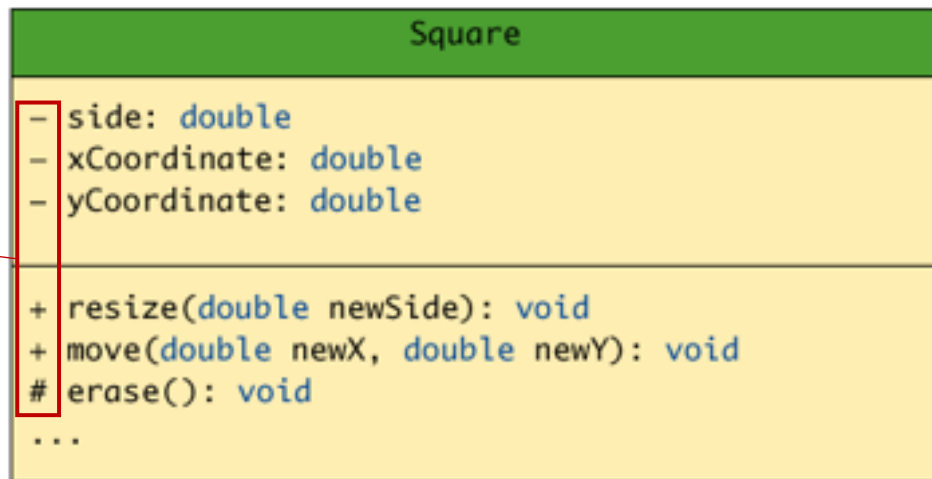 Square
– side: double
– xCoordinate: double
– yCoordinate: double
+ resize(double newSide): void
+ move(double newX, double newY): void
# erase(): void
...